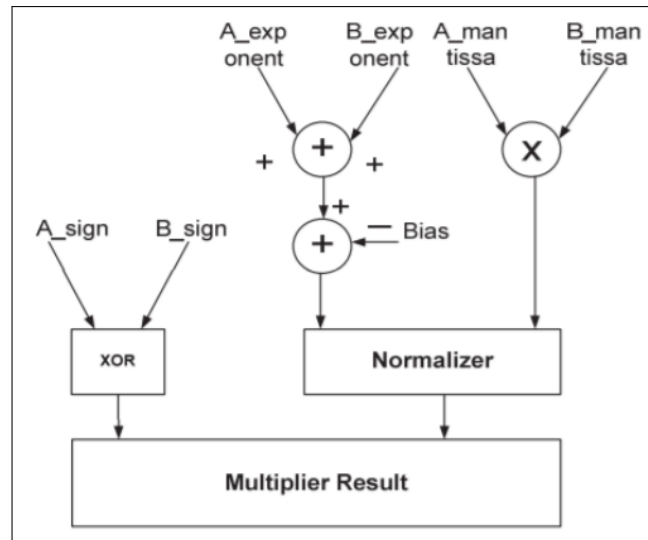 A_exp
onent
B_exp
onent
A_man
tissa
B_man
tissa
+
+
+
X
+
A_sign
B_sign
+
− Bias
XOR
Normalizer
Multiplier Result